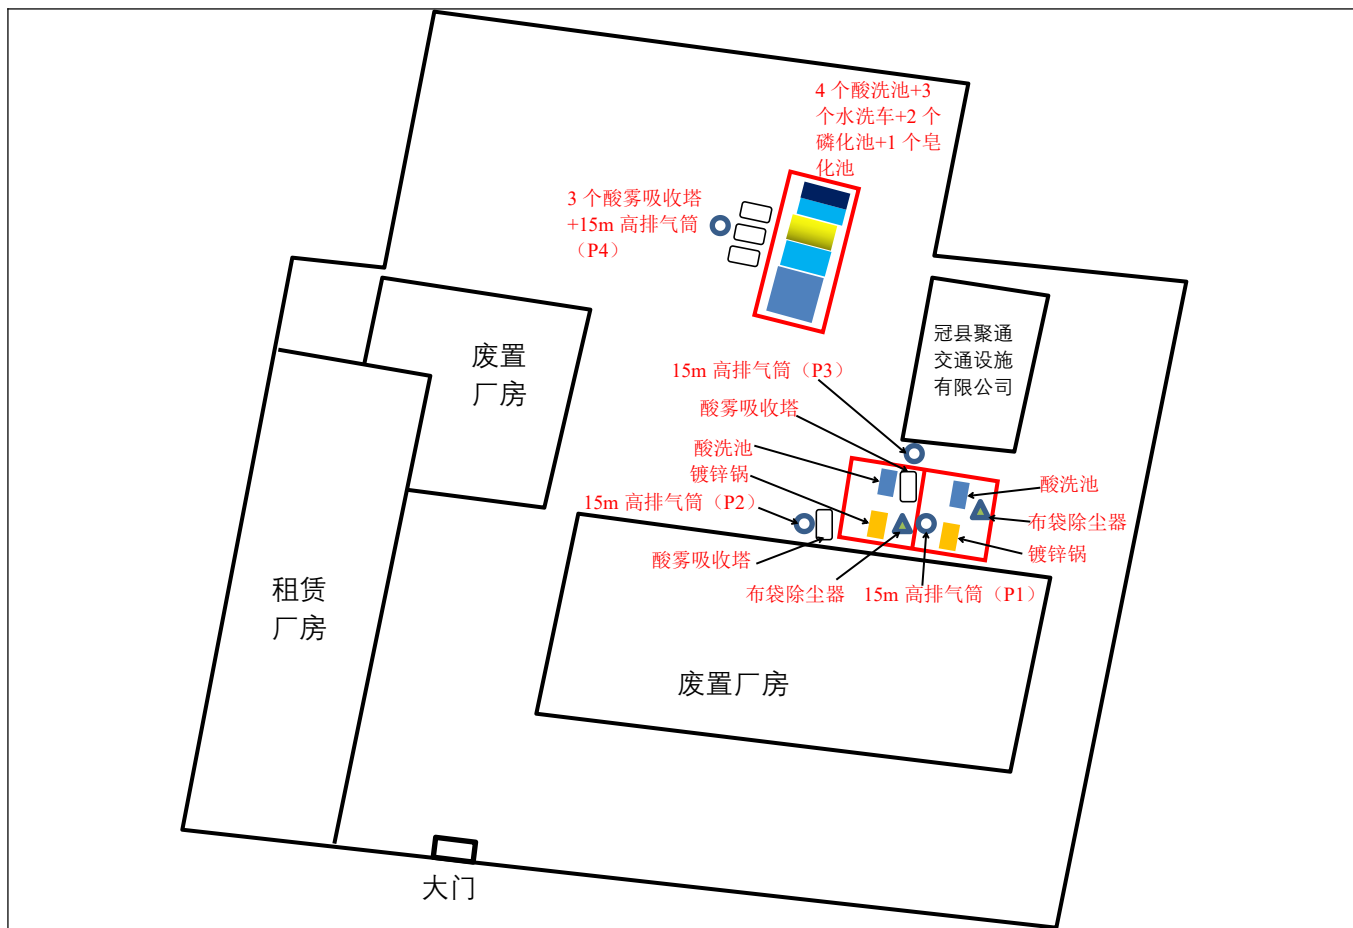 4 个酸洗池+3
个水洗车+2 个
磷化池+1 个皂
化池
3 个酸雾吸收塔
+15m 高排气筒
（P4）
冠县聚通
交通设施
有限公司
废置
厂房
15m 高排气筒（P3）
酸雾吸收塔
酸洗池
镀锌锅
15m 高排气筒（P2）
酸雾吸收塔
布袋除尘器
15m 高排气筒（P1）
酸洗池
布袋除尘器
镀锌锅
租赁
厂房
废置厂房
大门